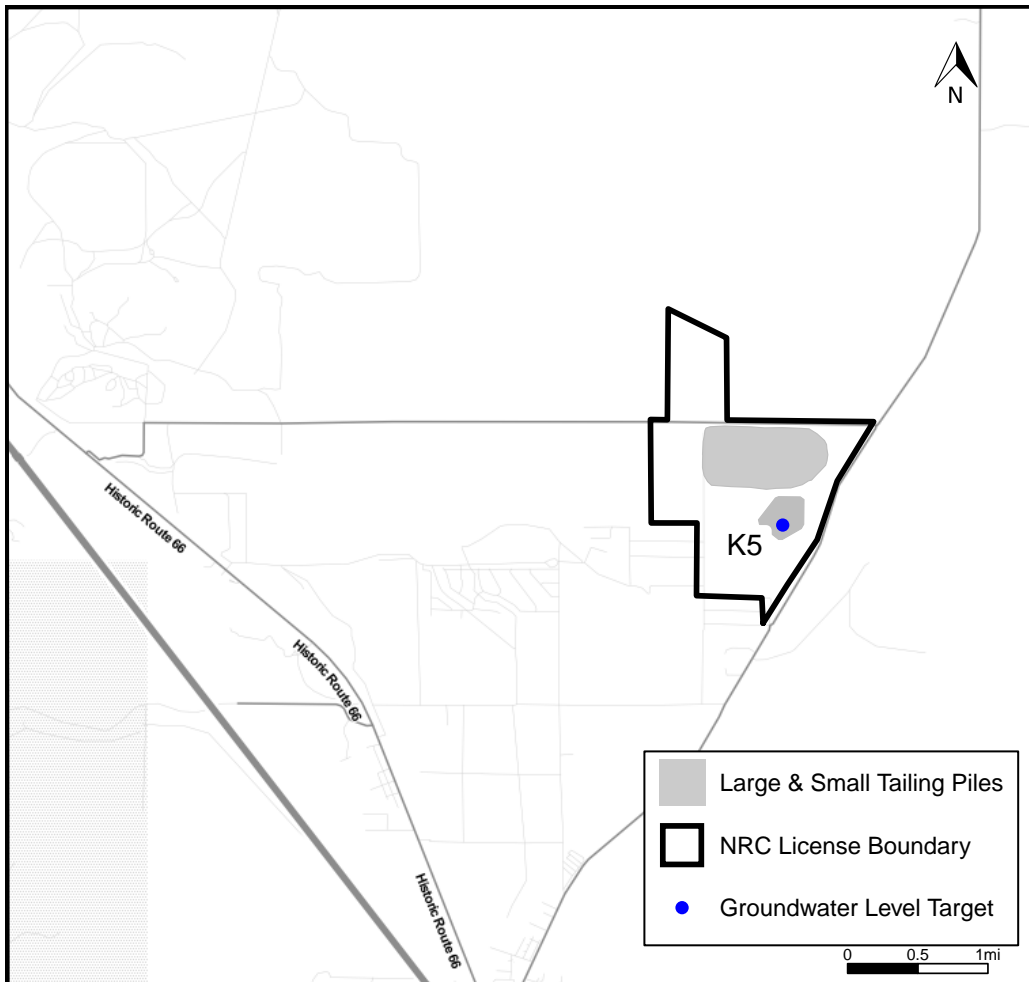 N
Historic Route 66
K5
Historic Route 66
Historic Route 66
Large & Small Tailing Piles
NRC License Boundary
Groundwater Level Target
0 0.5 1mi